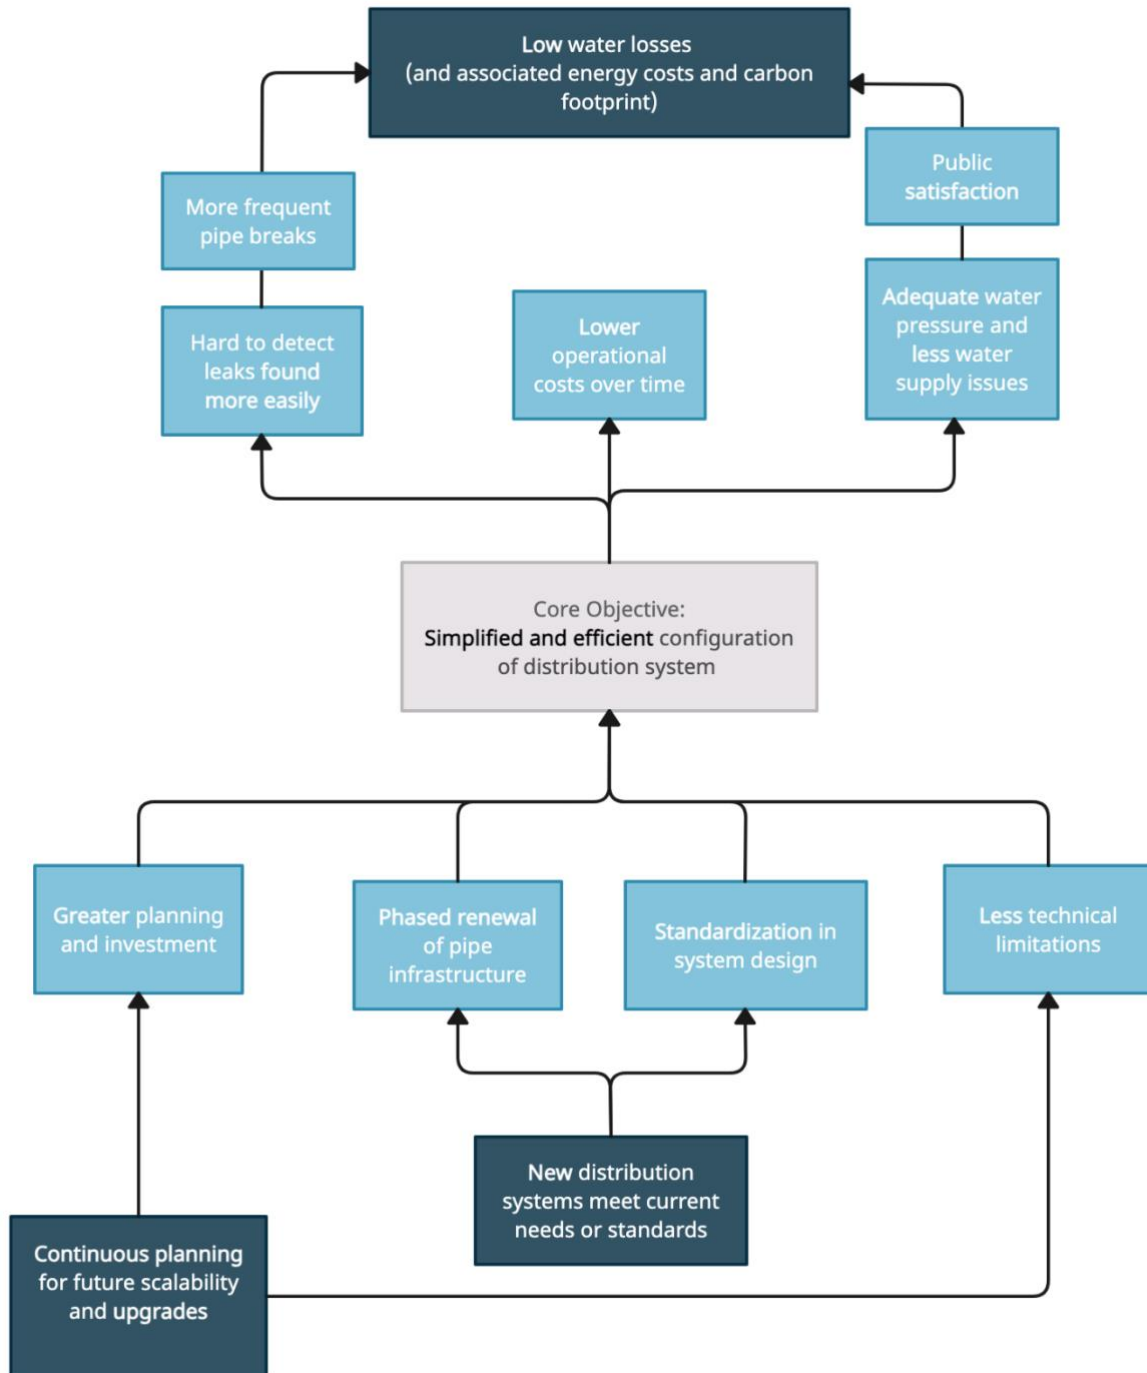 Low water losses
(and associated energy costs and carbon
footprint)
Public
satisfaction
More frequent
pipe breaks
Adequate water
pressure and
less water
supply issues
Lower
operational
costs over time
Hard to detect
leaks found
more easily
Core Objective:
Simplified and efficient configuration
of distribution system
Greater planning
and investment
Phased renewal
of pipe
infrastructure
Standardization in
system design
Less technical
limitations
New distribution
systems meet current
needs or standards
Continuous planning
for future scalability
and upgrades